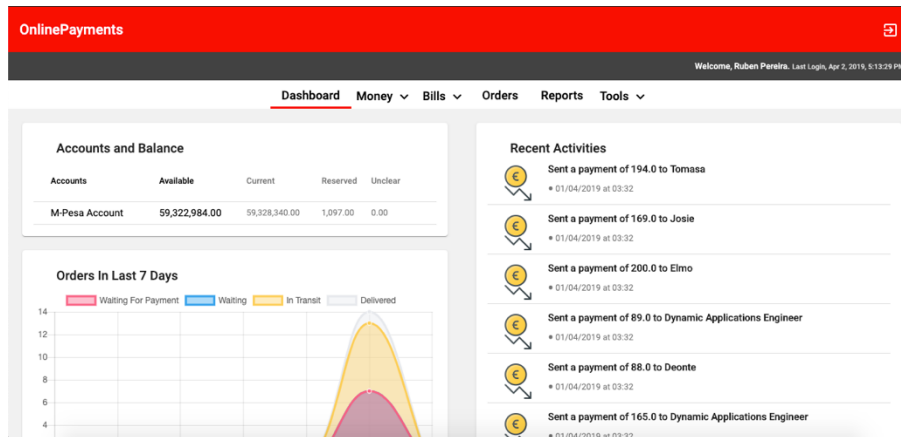 OnlinePayments
Welcome, Ruben Pereira. Last Login, Apr 2, 2019, 5:13:29 PM
Dashboard Money Bills Orders Reports Tools
Accounts and Balance
Accounts Available Current Reserved Unclear
M-Pesa Account 59,322,984.00 59,328,340.00 1,097.00 0.00
Orders In Last 7 Days
Waiting For Payment Waiting In Transit Delivered
14
12
10
8
6
4
Recent Activities
Sent a payment of 194.0 to Tomasa
• 01/04/2019 at 03:32
Sent a payment of 169.0 to Josie
• 01/04/2019 at 03:32
Sent a payment of 200.0 to Elmo
• 01/04/2019 at 03:32
Sent a payment of 89.0 to Dynamic Applications Engineer
• 01/04/2019 at 03:32
Sent a payment of 88.0 to Deonte
• 01/04/2019 at 03:32
Sent a payment of 165.0 to Dynamic Applications Engineer
• 01/04/2019 at 03:32